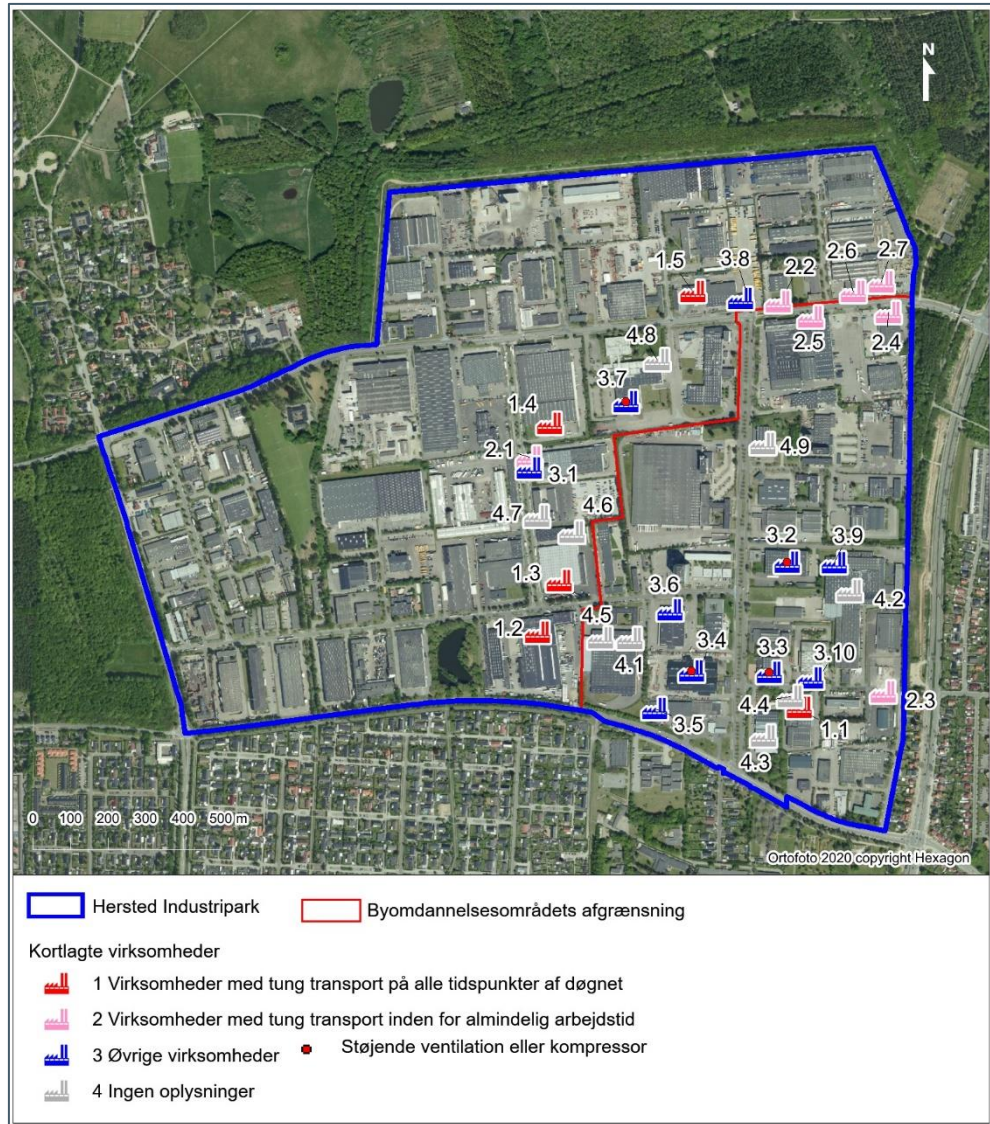 N
1.5
3.8
2.2
2.6
2.7
4.8
2.5
2.4
3.7
1.4
2.1
3.1
4.9
4.7
4.6
3.2
3.9
1.3
3.6
4.2
1.2
4.5
4.1
3.4
3.3
3.10
2.3
4.4
1.1
3.5
4.3
0 100 200 300 400 500 m
Ortofoto 2020 copyright Hexagon
Hersted Industripark
Byomdannelsesområdets afgrænsning
Kortlagte virksomheder
1 Virksomheder med tung transport på alle tidspunkter af døgnet
2 Virksomheder med tung transport inden for almindelig arbejdstid
3 Øvrige virksomheder
Støjende ventilation eller kompressor
4 Ingen oplysninger